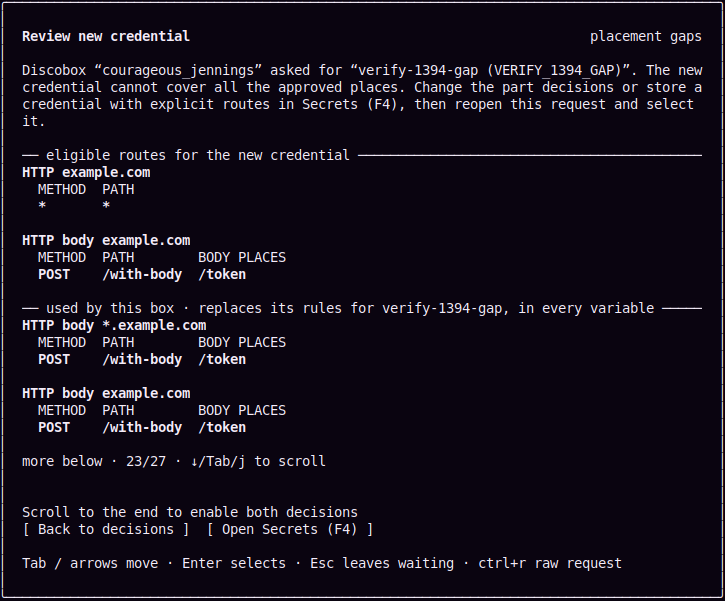 Review new credential placement gaps
Discobox “courageous_jennings” asked for “verify-1394-gap (VERIFY_1394_GAP)”. The new
credential cannot cover all the approved places. Change the part decisions or store a
credential with explicit routes in Secrets (F4), then reopen this request and select
it.
── eligible routes for the new credential ──
HTTP example.com
METHOD PATH
* *
HTTP body example.com
METHOD PATH BODY PLACES
POST /with-body /token
── used by this box · replaces its rules for verify-1394-gap, in every variable ──
HTTP body *.example.com
METHOD PATH BODY PLACES
POST /with-body /token
HTTP body example.com
METHOD PATH BODY PLACES
POST /with-body /token
more below · 23/27 · ↓/Tab/j to scroll
Scroll to the end to enable both decisions
[ Back to decisions ] [ Open Secrets (F4) ]
Tab / arrows move · Enter selects · Esc leaves waiting · ctrl+r raw request